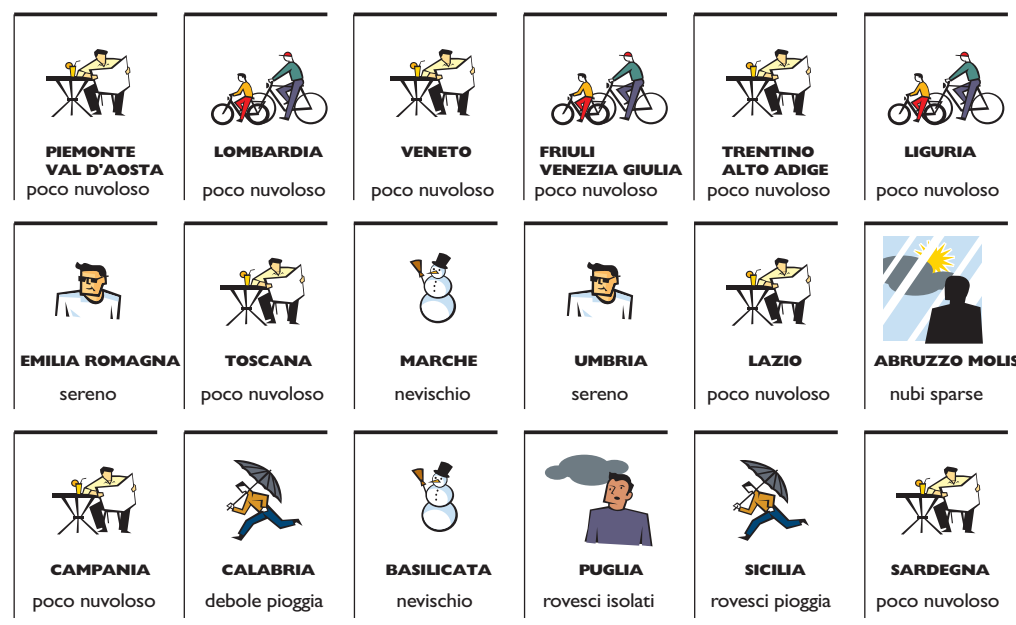 PIEMONTE
VAL D'AOSTA
poco nuvoloso
LOMBARDIA
poco nuvoloso
VENETO
poco nuvoloso
FRIULI
VENEZIA GIULIA
poco nuvoloso
TRENTINO
ALTO ADIGE
poco nuvoloso
LIGURIA
poco nuvoloso
EMILIA ROMAGNA
sereno
TOSCANA
poco nuvoloso
MARCHE
nevischio
UMBRIA
sereno
LAZIO
poco nuvoloso
ABRUZZO MOLIS
nubi sparse
CAMPANIA
poco nuvoloso
CALABRIA
debole pioggia
BASILICATA
nevischio
PUGLIA
rovesci isolati
SICILIA
rovesci pioggia
SARDEGNA
poco nuvoloso